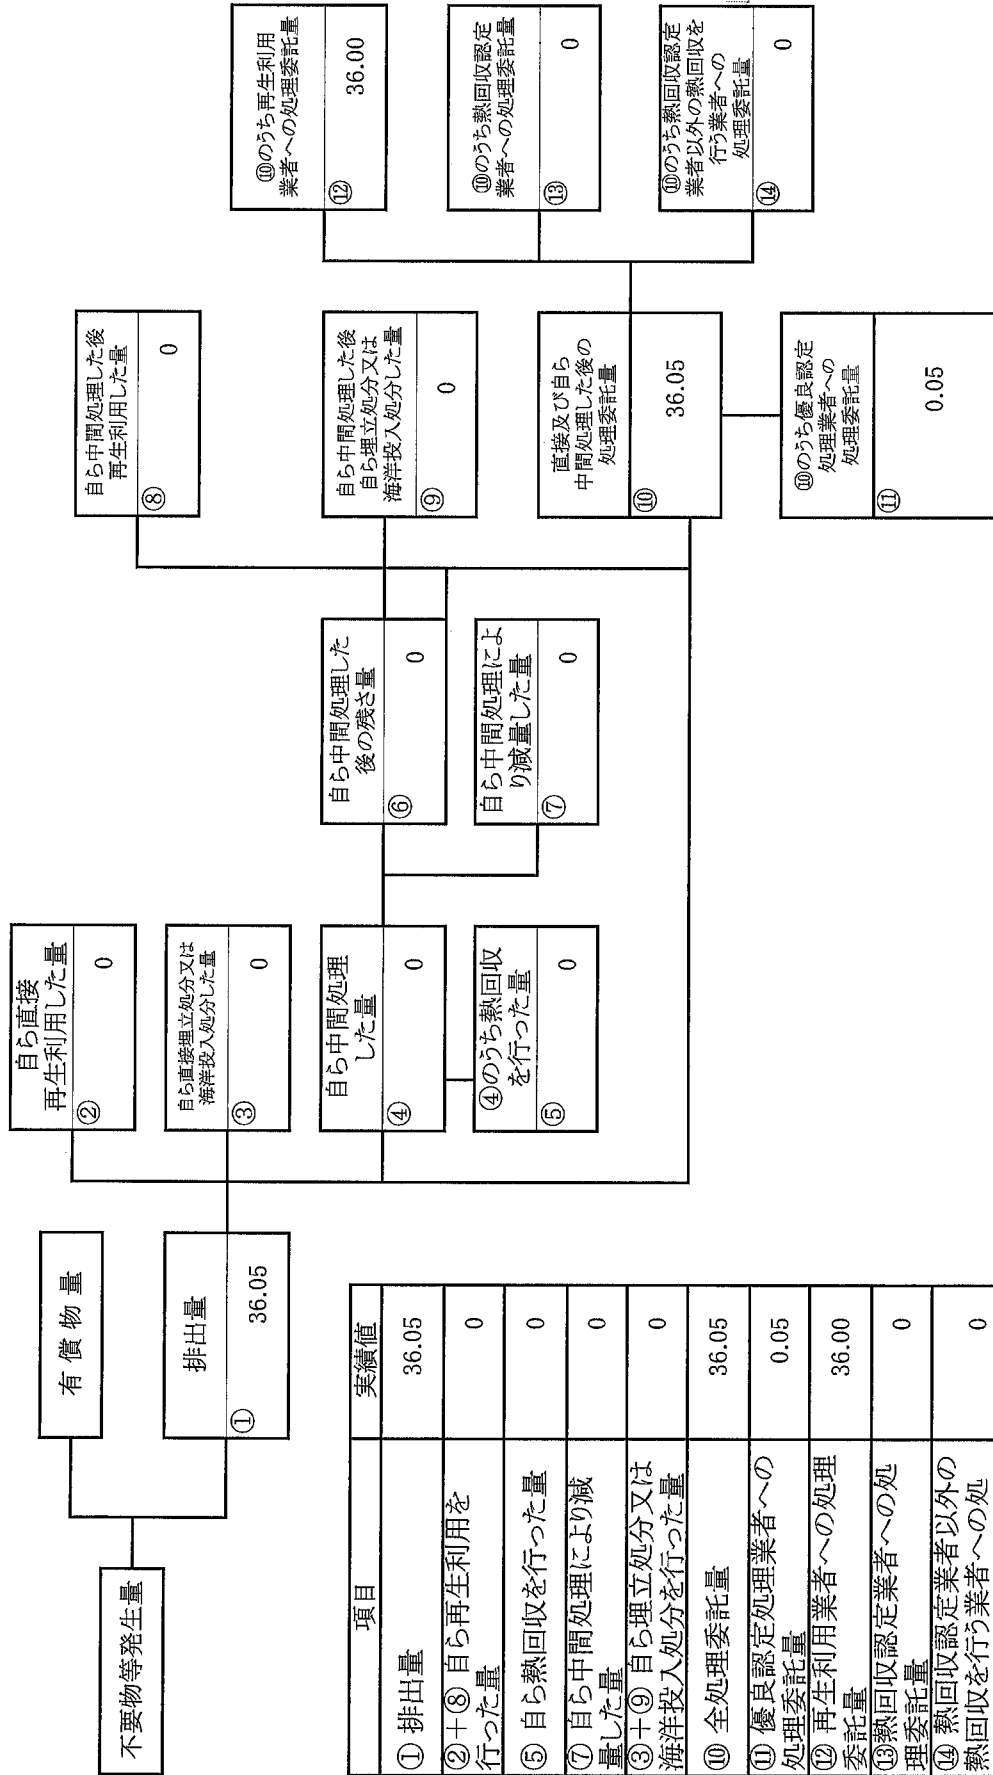 不要物等発生量
有償物量
排出量
①
36.05
自ら直接
再生利用した量
②
0
自ら直接埋立処分又は
海洋投入処分した量
③
0
自ら中間処理
した量
④
0
④のうち熱回収
を行った量
⑤
0
自ら中間処理した
後の残さ量
⑥
0
自ら中間処理によ
り減量した量
⑦
0
自ら中間処理した後
再生利用した量
⑧
0
自ら中間処理した後
自ら埋立処分又は
海洋投入処分した量
⑨
0
直接及び自ら
中間処理した後の
処理委託量
⑩
36.05
⑩のうち優良認定
処理業者への
処理委託量
⑪
0.05
⑩のうち再生利用
業者への処理委託量
⑫
36.00
⑩のうち熱回収認定
業者への処理委託量
⑬
0
⑩のうち熱回収認定
業者以外の熱回収を
行う業者への
処理委託量
⑭
0
項目 実績値
① 排出量 36.05
②+⑧ 自ら再生利用を
行った量 0
⑤ 自ら熱回収を行った量 0
⑦ 自ら中間処理により減
量した量 0
③+⑨ 自ら埋立処分又は
海洋投入処分を行った量 0
⑩ 全処理委託量 36.05
⑪ 優良認定処理業者への
処理委託量 0.05
⑫ 再生利用業者への処理
委託量 36.00
⑬熱回収認定業者への処
理委託量 0
⑭ 熱回収認定業者以外の
熱回収を行う業者への処 0